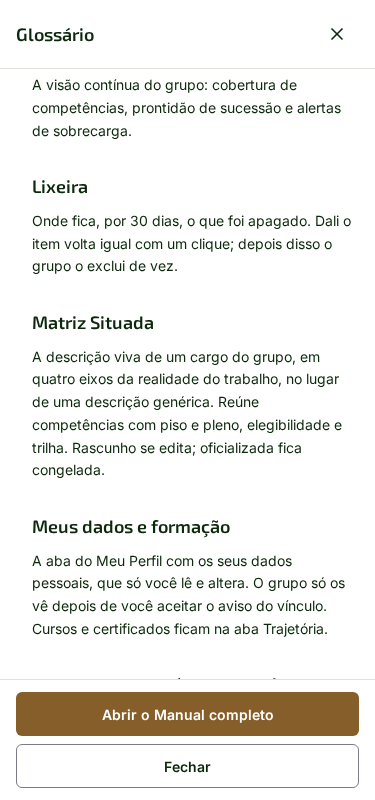 Glossário
A visão contínua do grupo: cobertura de
competências, prontidão de sucessão e alertas
de sobrecarga.
Lixeira
Onde fica, por 30 dias, o que foi apagado. Dali o
item volta igual com um clique; depois disso o
grupo o exclui de vez.
Matriz Situada
A descrição viva de um cargo do grupo, em
quatro eixos da realidade do trabalho, no lugar
de uma descrição genérica. Reúne
competências com piso e pleno, elegibilidade e
trilha. Rascunho se edita; oficializada fica
congelada.
Meus dados e formação
A aba do Meu Perfil com os seus dados
pessoais, que só você lê e altera. O grupo só os
vê depois de você aceitar o aviso do vínculo.
Cursos e certificados ficam na aba Trajetória.
Abrir o Manual completo
Fechar